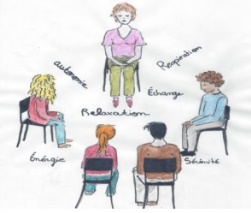 autonomie
Respiration
Échange
Relaxation
Énergie
Sérénité